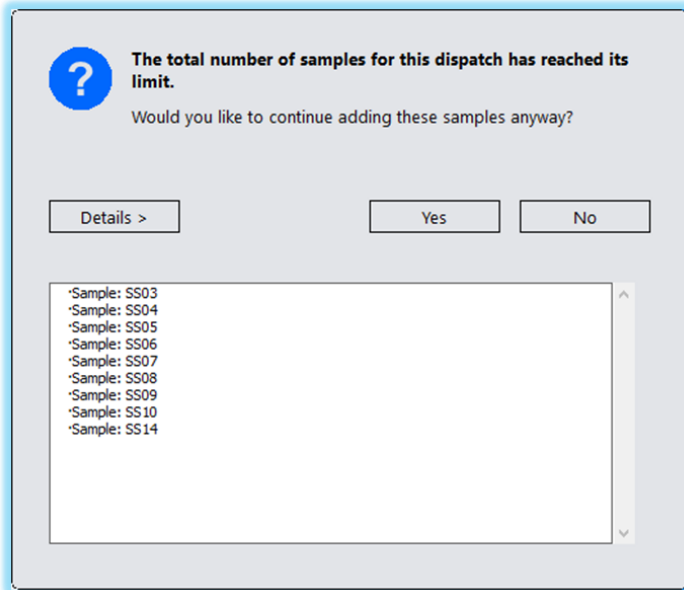 ?
The total number of samples for this dispatch has reached its
limit.
Would you like to continue adding these samples anyway?
Details >
Yes
No
·Sample: SS03
·Sample: SS04
·Sample: SS05
·Sample: SS06
·Sample: SS07
·Sample: SS08
·Sample: SS09
·Sample: SS10
·Sample: SS14